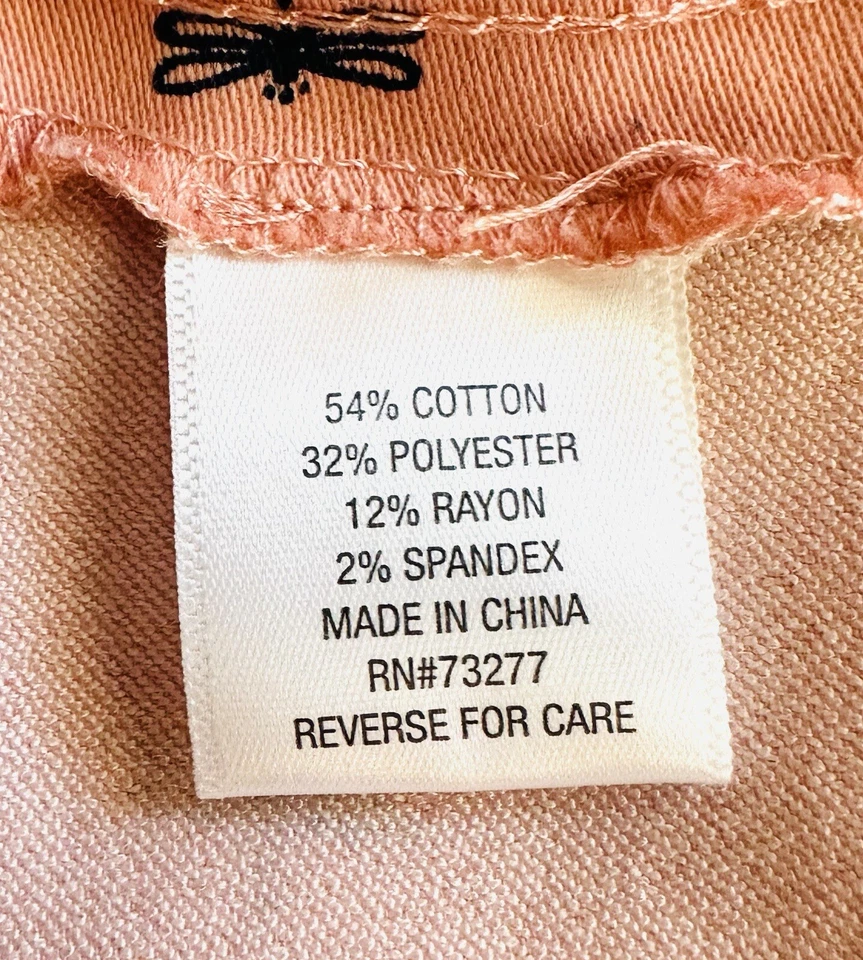 54% COTTON
32% POLYESTER
12% RAYON
2% SPANDEX
MADE IN CHINA
RN#73277
REVERSE FOR CARE